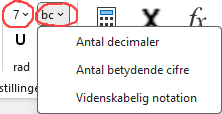 7 bc
U X fx
rad
stillinge
Antal decimaler
Antal betydende cifre
Videnskabelig notation